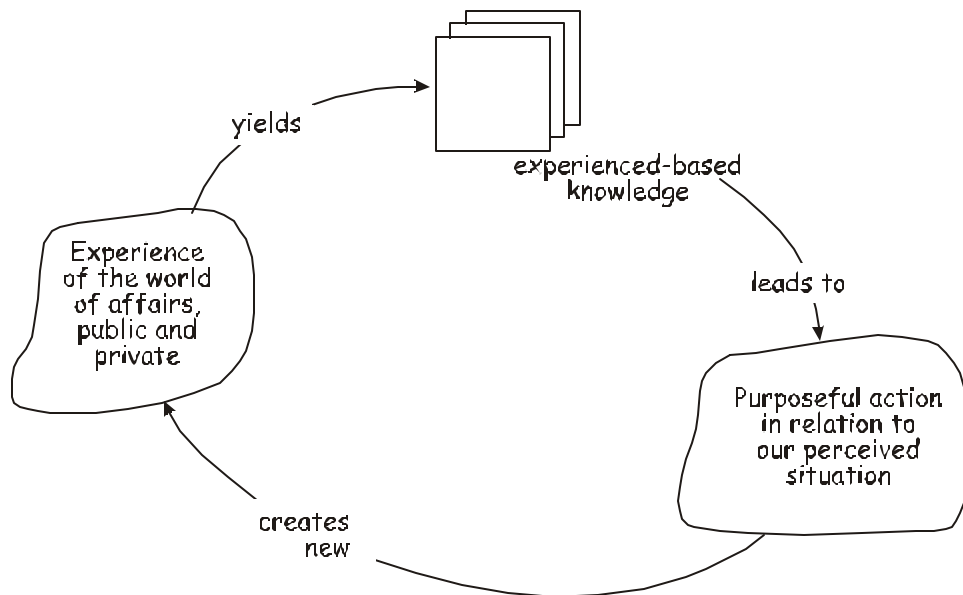 yields
experienced-based
knowledge
Experience
of the world
of affairs,
public and
private
leads to
Purposeful action
in relation to
our perceived
situation
creates
new